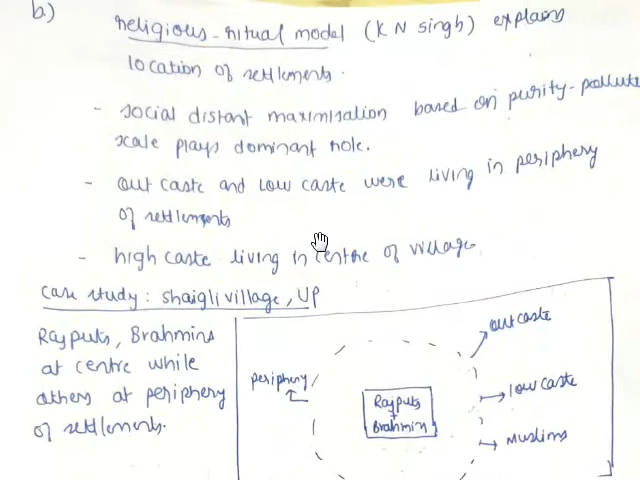 b)
religious-ritual model (K N Singh) explains
location of settlements.
- social distant maximisation based on purity-pollute
scale plays dominant role.
- out caste and low caste were living in periphery
of settlements
- high caste living in centre of village.
case study: shaigli village, UP
Rajputs, Brahmins
at centre while
others at periphery
of settlements.
out caste
periphery
low caste
Rajputs
+
Brahmin
Muslims